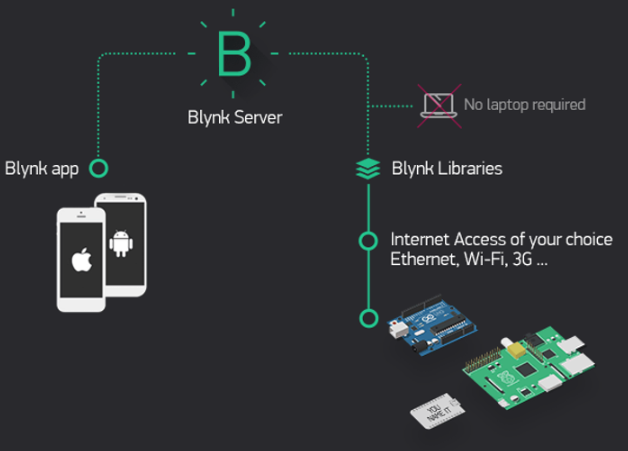 B
Blynk Server
No laptop required
Blynk app
Blynk Libraries
Internet Access of your choice
Ethernet, Wi-Fi, 3G ...
YOU
NAME IT